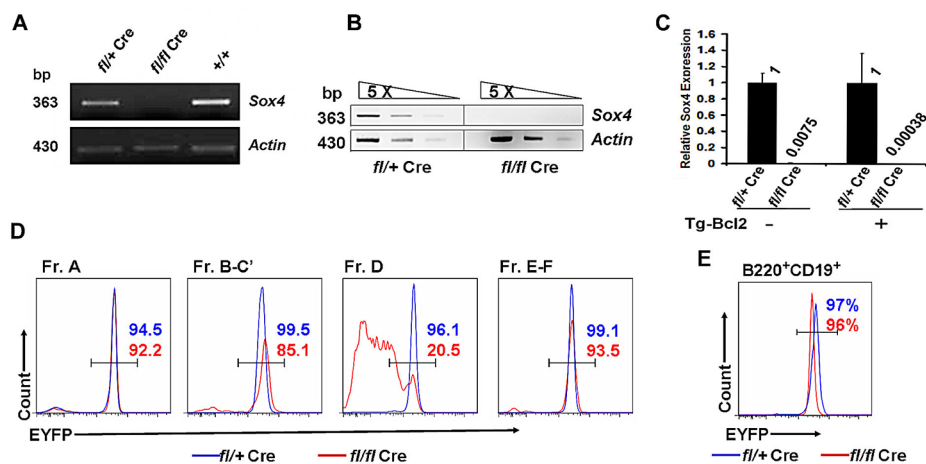 A
bp
fl/+ Cre
fl/fl Cre
+/+
363
Sox4
430
Actin
B
bp
5 X
5 X
363
Sox4
430
Actin
fl/+ Cre
fl/fl Cre
C
Relative Sox4 Expression
1.6
1.4
1.2
1
0.8
0.6
0.4
0.2
0
1
0.0075
1
0.00038
fl/+ Cre
fl/fl Cre
fl/+ Cre
fl/fl Cre
Tg-Bcl2 - +
D
Fr. A
94.5
92.2
Fr. B-C'
99.5
85.1
Fr. D
96.1
20.5
Fr. E-F
99.1
93.5
Count
EYFP
fl/+ Cre
fl/fl Cre
E
B220+CD19+
97%
96%
Count
EYFP
fl/+ Cre
fl/fl Cre